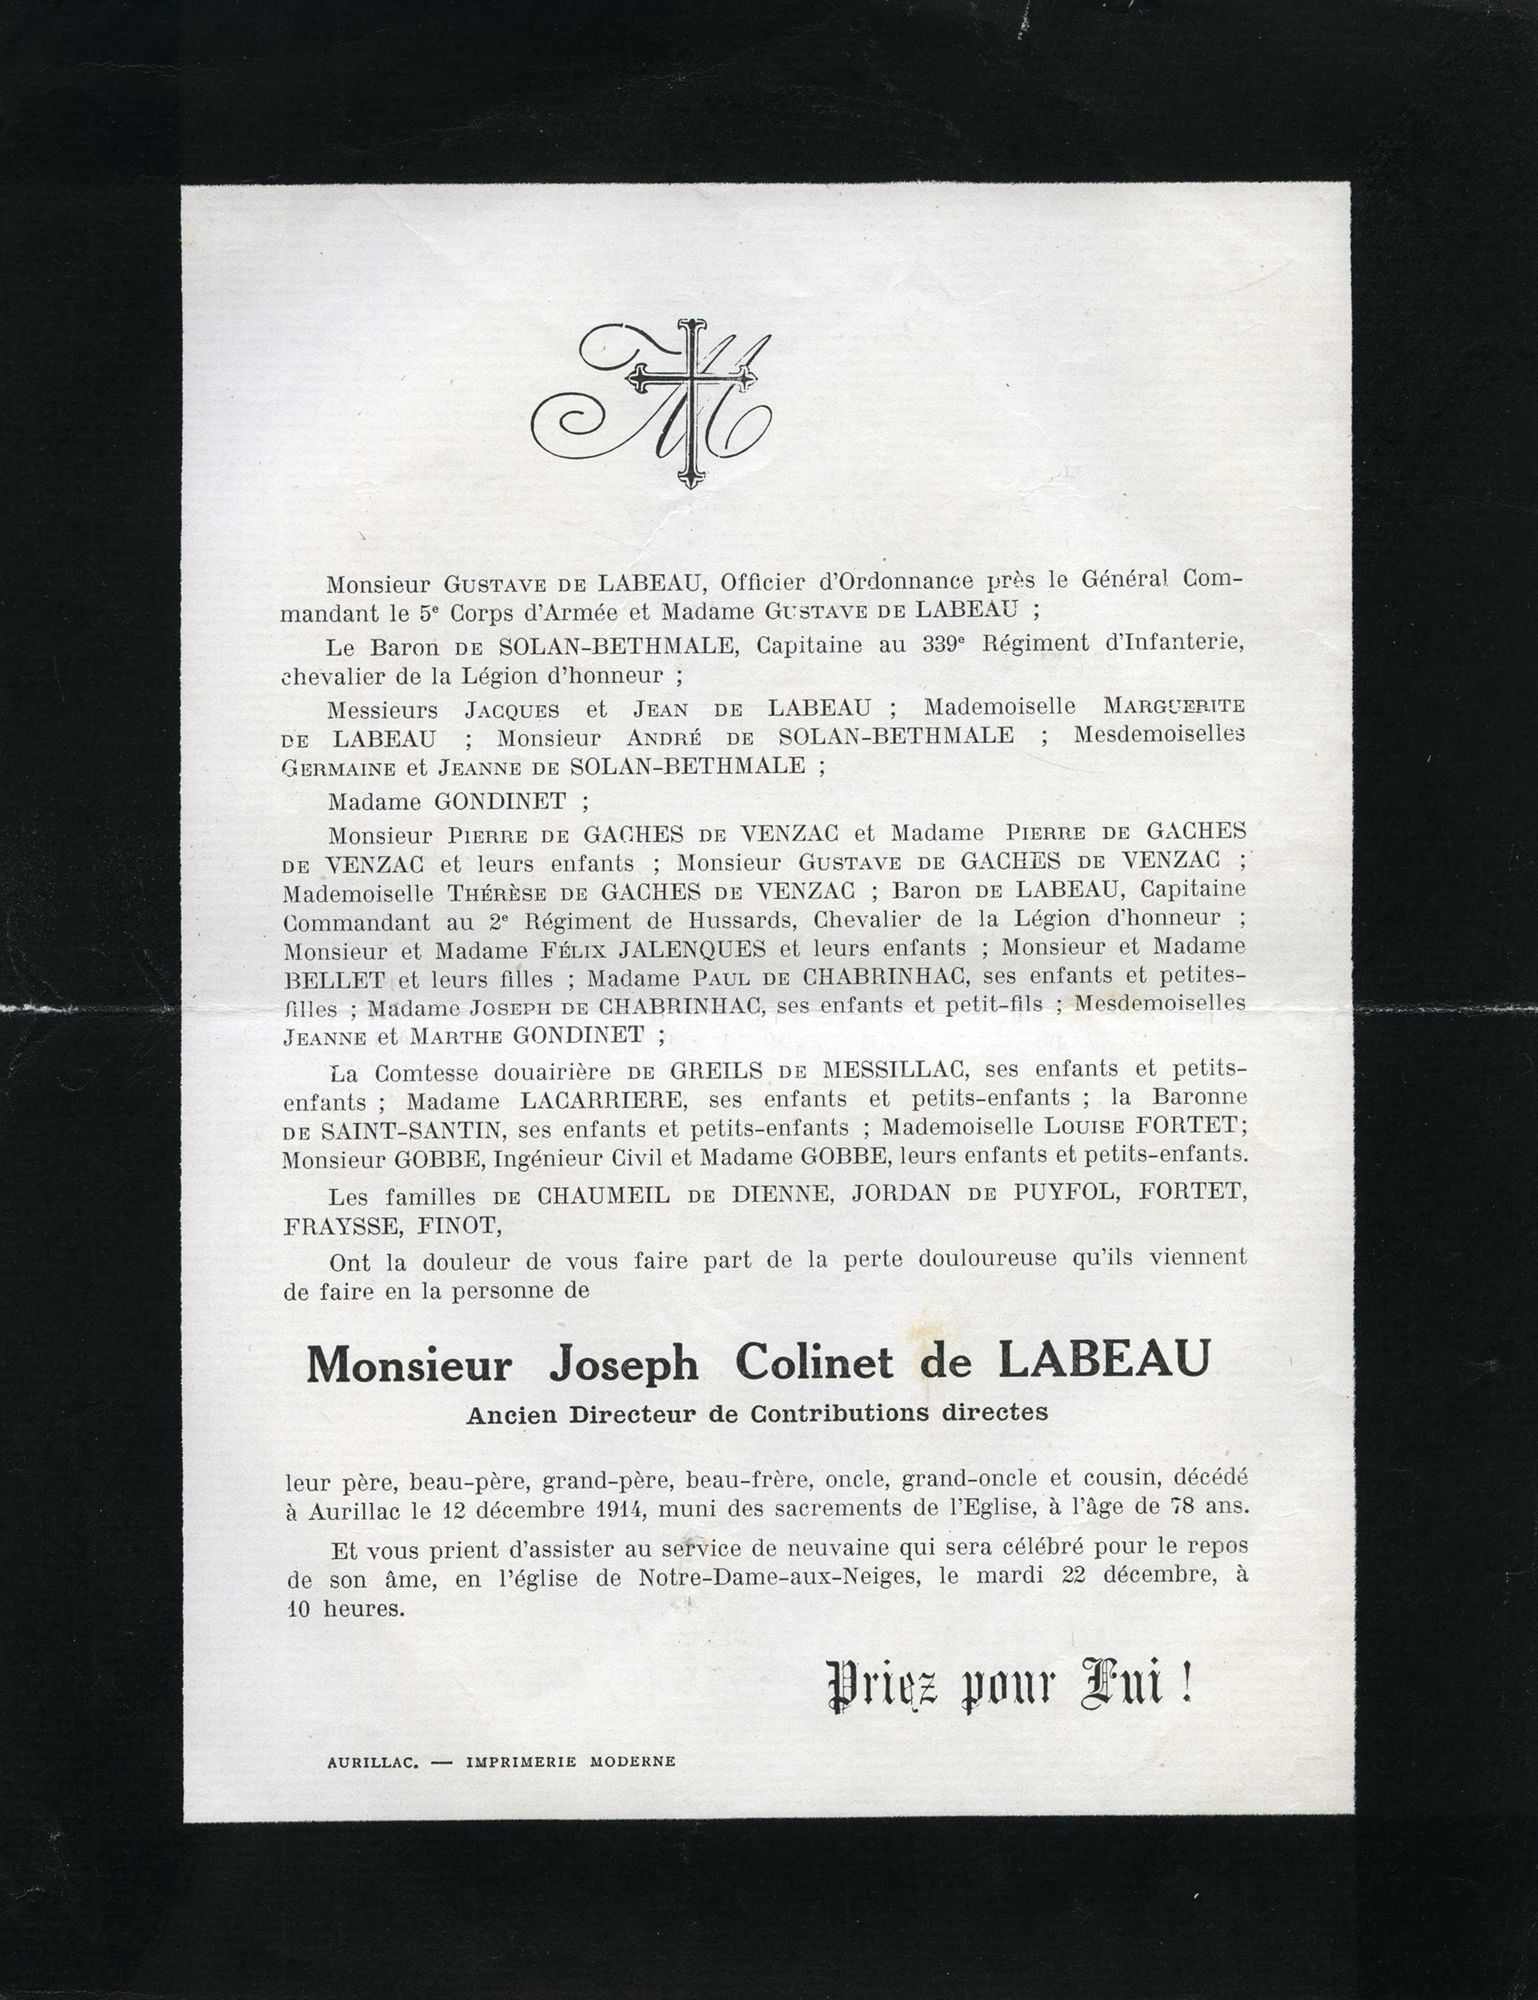 M
Monsieur GUSTAVE DE LABEAU, Officier d'Ordonnance près le Général Com-
mandant le 5e Corps d'Armée et Madame GUSTAVE DE LABEAU ;
Le Baron DE SOLAN-BETHMALE, Capitaine au 339e Régiment d'Infanterie,
chevalier de la Légion d'honneur ;
Messieurs JACQUES et JEAN DE LABEAU ; Mademoiselle MARGUERITE
DE LABEAU ; Monsieur ANDRÉ DE SOLAN-BETHMALE ; Mesdemoiselles
GERMAINE et JEANNE DE SOLAN-BETHMALE ;
Madame GONDINET ;
Monsieur PIERRE DE GACHES DE VENZAC et Madame PIERRE DE GACHES
DE VENZAC et leurs enfants ; Monsieur GUSTAVE DE GACHES DE VENZAC ;
Mademoiselle THÉRÈSE DE GACHES DE VENZAC ; Baron DE LABEAU, Capitaine
Commandant au 2e Régiment de Hussards, Chevalier de la Légion d'honneur ;
Monsieur et Madame FÉLIX JALENQUES et leurs enfants ; Monsieur et Madame
BELLET et leurs filles ; Madame PAUL DE CHABRINHAC, ses enfants et petites-
filles ; Madame JOSEPH DE CHABRINHAC, ses enfants et petit-fils ; Mesdemoiselles
JEANNE et MARTHE GONDINET ;
La Comtesse douairière DE GREILS DE MESSILLAC, ses enfants et petits-
enfants ; Madame LACARRIERE, ses enfants et petits-enfants ; la Baronne
DE SAINT-SANTIN, ses enfants et petits-enfants ; Mademoiselle LOUISE FORTET;
Monsieur GOBBE, Ingénieur Civil et Madame GOBBE, leurs enfants et petits-enfants.
Les familles DE CHAUMEIL DE DIENNE, JORDAN DE PUYFOL, FORTET,
FRAYSSE, FINOT,
Ont la douleur de vous faire part de la perte douloureuse qu'ils viennent
de faire en la personne de
Monsieur Joseph Colinet de LABEAU
Ancien Directeur de Contributions directes
leur père, beau-père, grand-père, beau-frère, oncle, grand-oncle et cousin, décédé
à Aurillac le 12 décembre 1914, muni des sacrements de l'Eglise, à l'âge de 78 ans.
Et vous prient d'assister au service de neuvaine qui sera célébré pour le repos
de son âme, en l'église de Notre-Dame-aux-Neiges, le mardi 22 décembre, à
10 heures.
Priez pour Lui !
AURILLAC. — IMPRIMERIE MODERNE